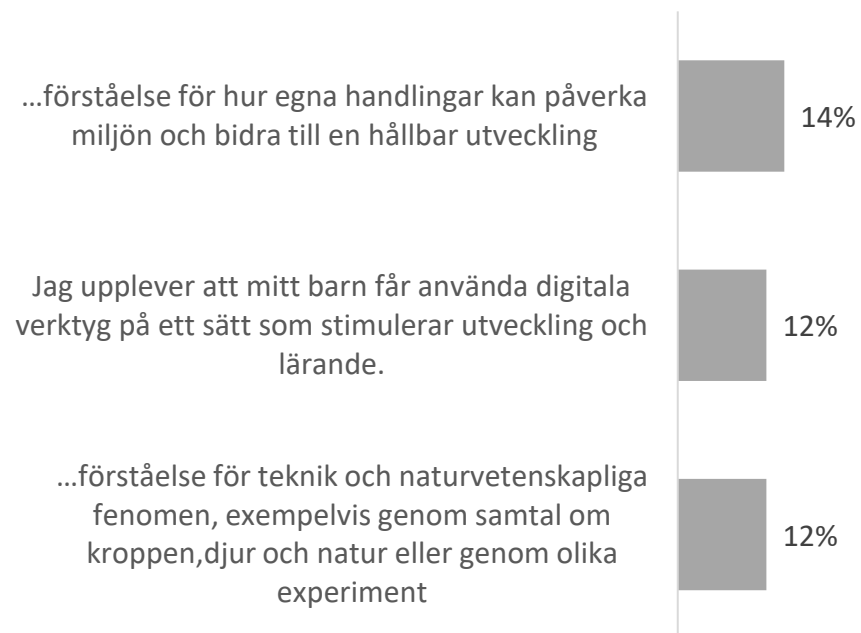 ...förståelse för hur egna handlingar kan påverka
miljön och bidra till en hållbar utveckling
14%
Jag upplever att mitt barn får använda digitala
verktyg på ett sätt som stimulerar utveckling och
lärande.
12%
...förståelse för teknik och naturvetenskapliga
fenomen, exempelvis genom samtal om
kroppen,djur och natur eller genom olika
experiment
12%